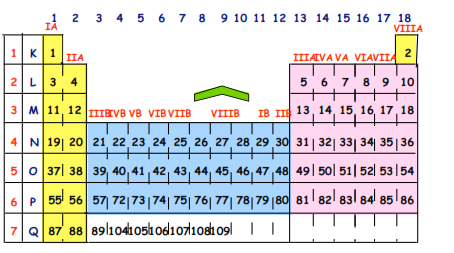 1 2 3 4 5 6 7 8 9 10 11 12 13 14 15 16 17 18
IA VIIIA
1 K 1 IIA IIIA IVA VA VIA VIIA 2
2 L 3 4 5 6 7 8 9 10
3 M 11 12 IIIB IVB VB VIB VIIB VIIIB IB IIB 13 14 15 16 17 18
4 N 19 20 21 22 23 24 25 26 27 28 29 30 31 32 33 34 35 36
5 O 37 38 39 40 41 42 43 44 45 46 47 48 49 50 51 52 53 54
6 P 55 56 57 72 73 74 75 76 77 78 79 80 81 82 83 84 85 86
7 Q 87 88 89 104 105 106 107 108 109